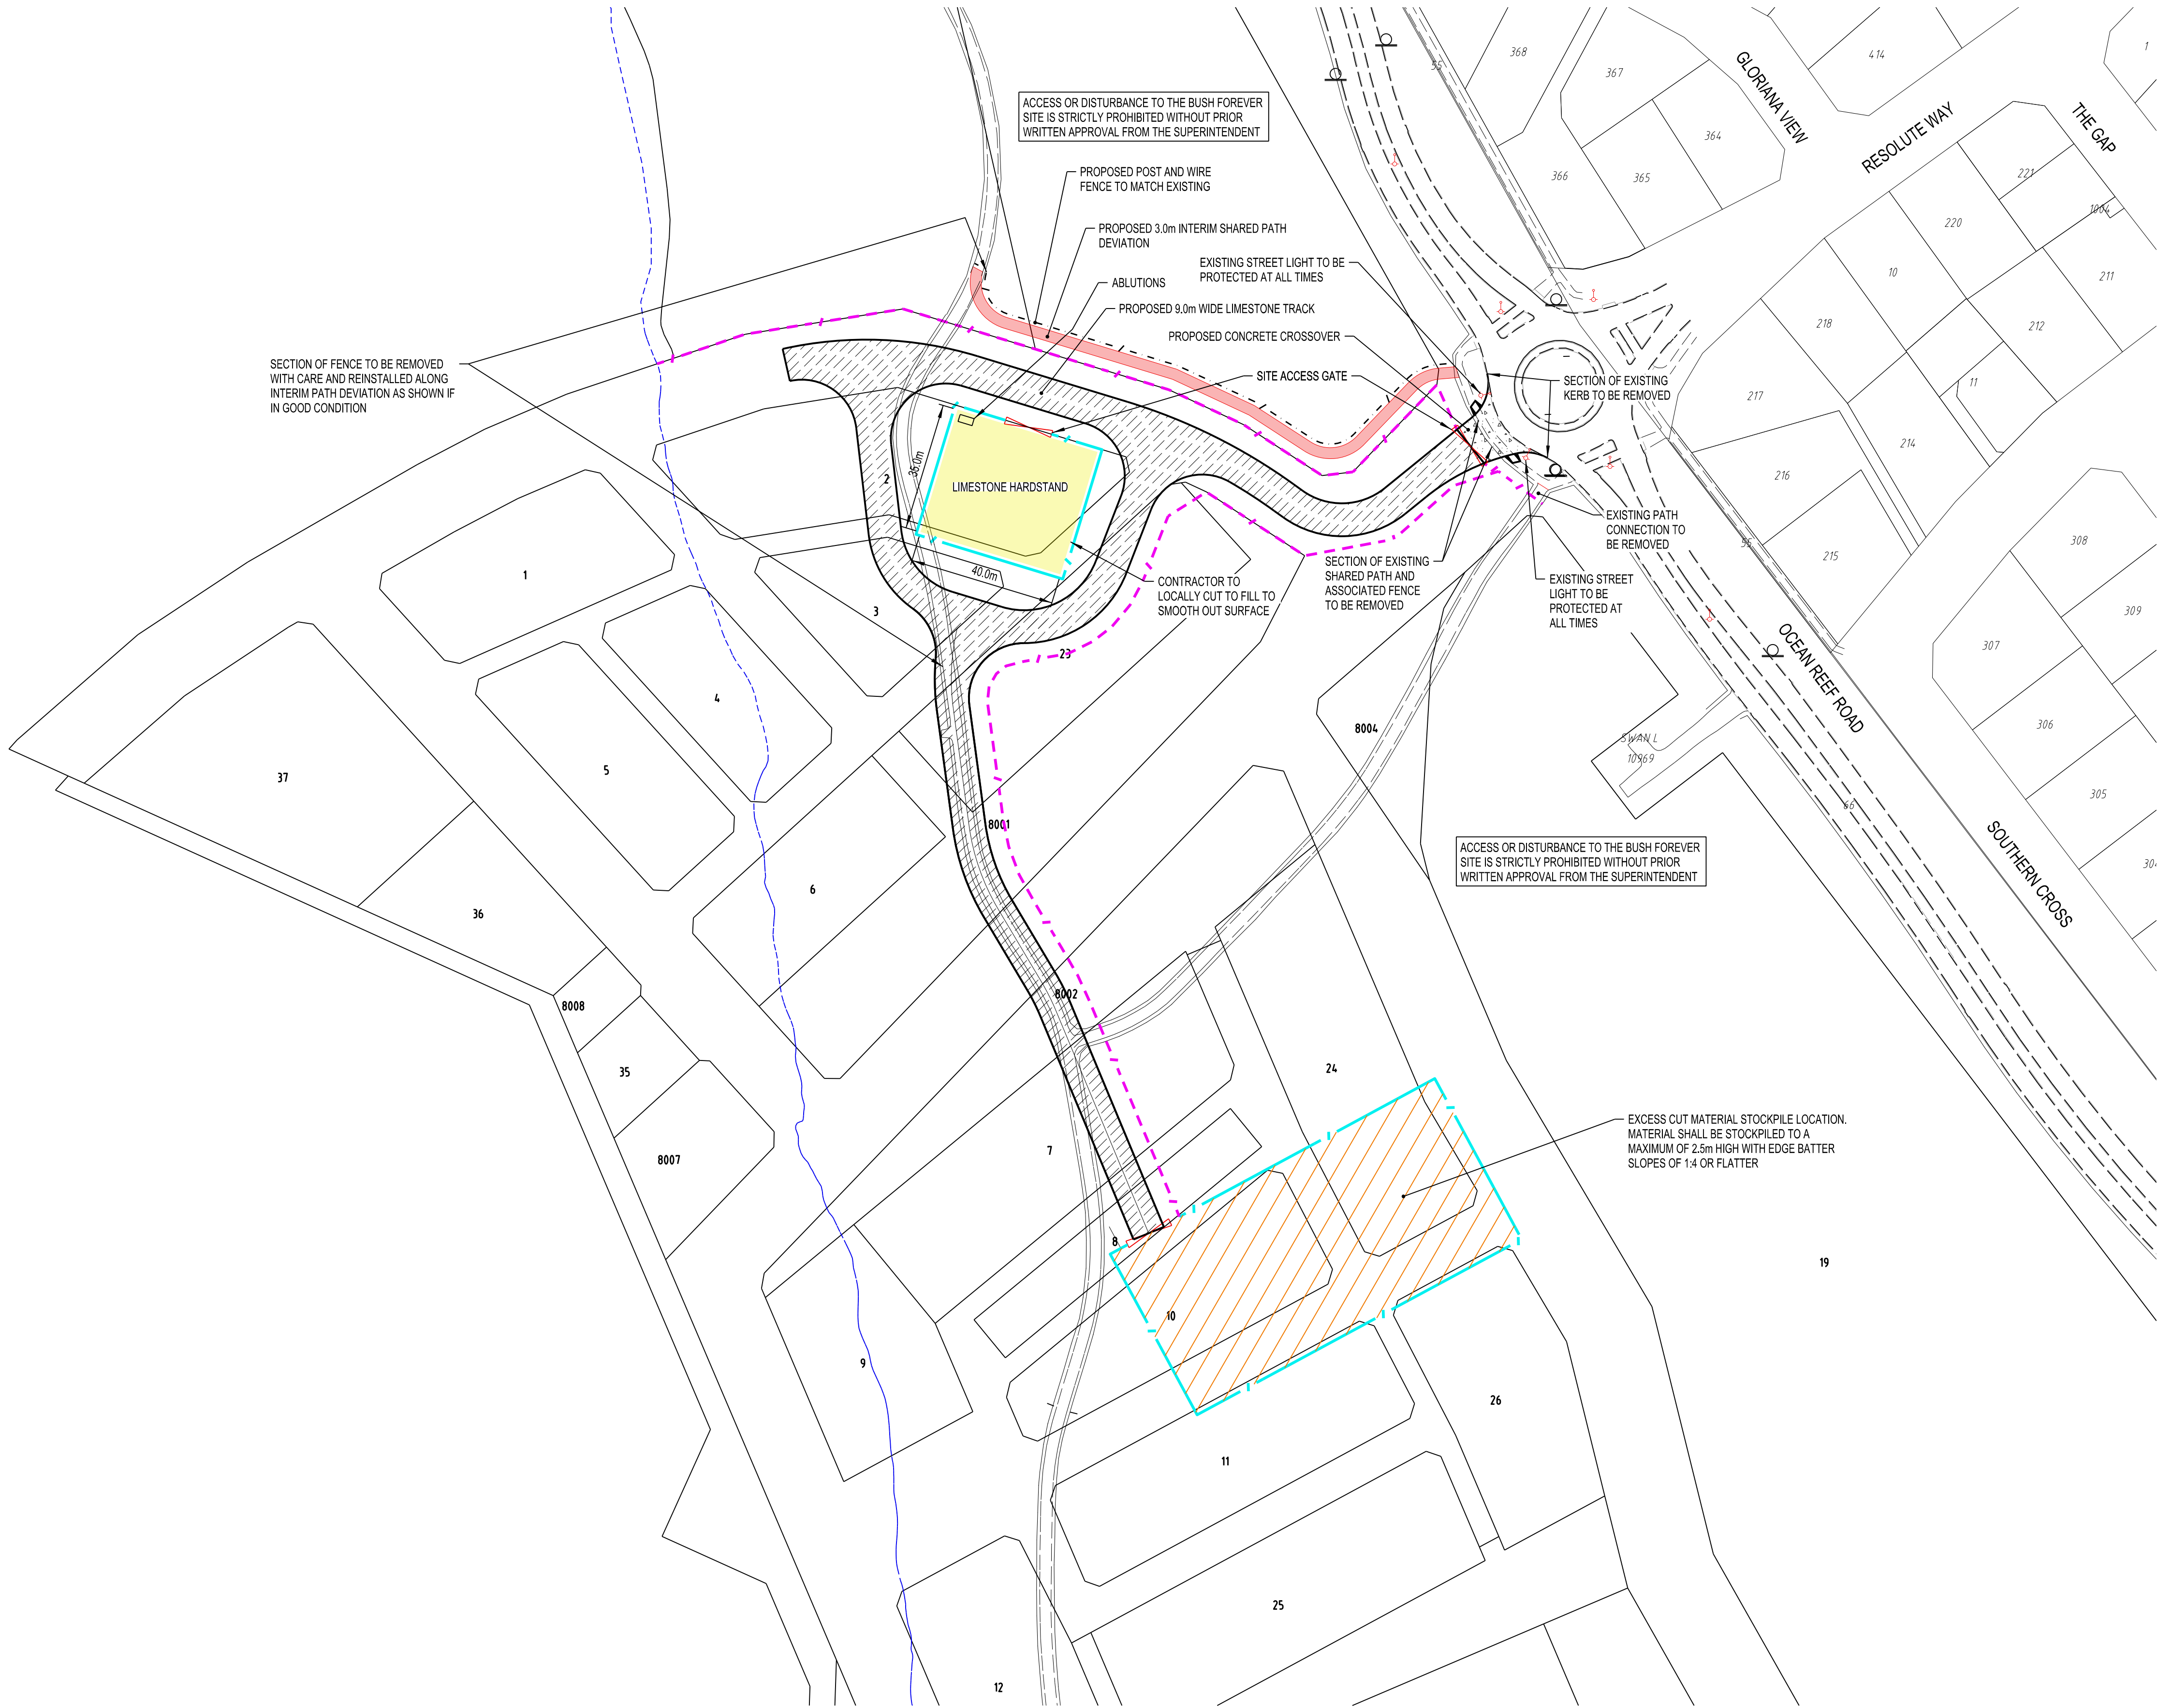 ACCESS OR DISTURBANCE TO THE BUSH FOREVER
SITE IS STRICTLY PROHIBITED WITHOUT PRIOR
WRITTEN APPROVAL FROM THE SUPERINTENDENT
PROPOSED POST AND WIRE
FENCE TO MATCH EXISTING
PROPOSED 3.0m INTERIM SHARED PATH
DEVIATION
EXISTING STREET LIGHT TO BE
PROTECTED AT ALL TIMES
ABLUTIONS
PROPOSED 9.0m WIDE LIMESTONE TRACK
PROPOSED CONCRETE CROSSOVER
SITE ACCESS GATE
SECTION OF FENCE TO BE REMOVED
WITH CARE AND REINSTALLED ALONG
INTERIM PATH DEVIATION AS SHOWN IF
IN GOOD CONDITION
SECTION OF EXISTING
KERB TO BE REMOVED
LIMESTONE HARDSTAND
35.0m
40.0m
CONTRACTOR TO
LOCALLY CUT TO FILL TO
SMOOTH OUT SURFACE
SECTION OF EXISTING
SHARED PATH AND
ASSOCIATED FENCE
TO BE REMOVED
EXISTING PATH
CONNECTION TO
BE REMOVED
EXISTING STREET
LIGHT TO BE
PROTECTED AT
ALL TIMES
ACCESS OR DISTURBANCE TO THE BUSH FOREVER
SITE IS STRICTLY PROHIBITED WITHOUT PRIOR
WRITTEN APPROVAL FROM THE SUPERINTENDENT
EXCESS CUT MATERIAL STOCKPILE LOCATION.
MATERIAL SHALL BE STOCKPILED TO A
MAXIMUM OF 2.5m HIGH WITH EDGE BATTER
SLOPES OF 1:4 OR FLATTER
GLORIANA VIEW
RESOLUTE WAY
THE GAP
OCEAN REEF ROAD
SOUTHERN CROSS
SWAN L
10969
55
368
367
414
1
364
366
365
221
1004
220
10
211
218
212
217
11
214
216
55
215
308
309
307
306
305
304
66
1
2
3
23
4
5
37
8004
8001
6
36
8002
8008
35
24
7
8007
8
19
10
9
26
11
25
12